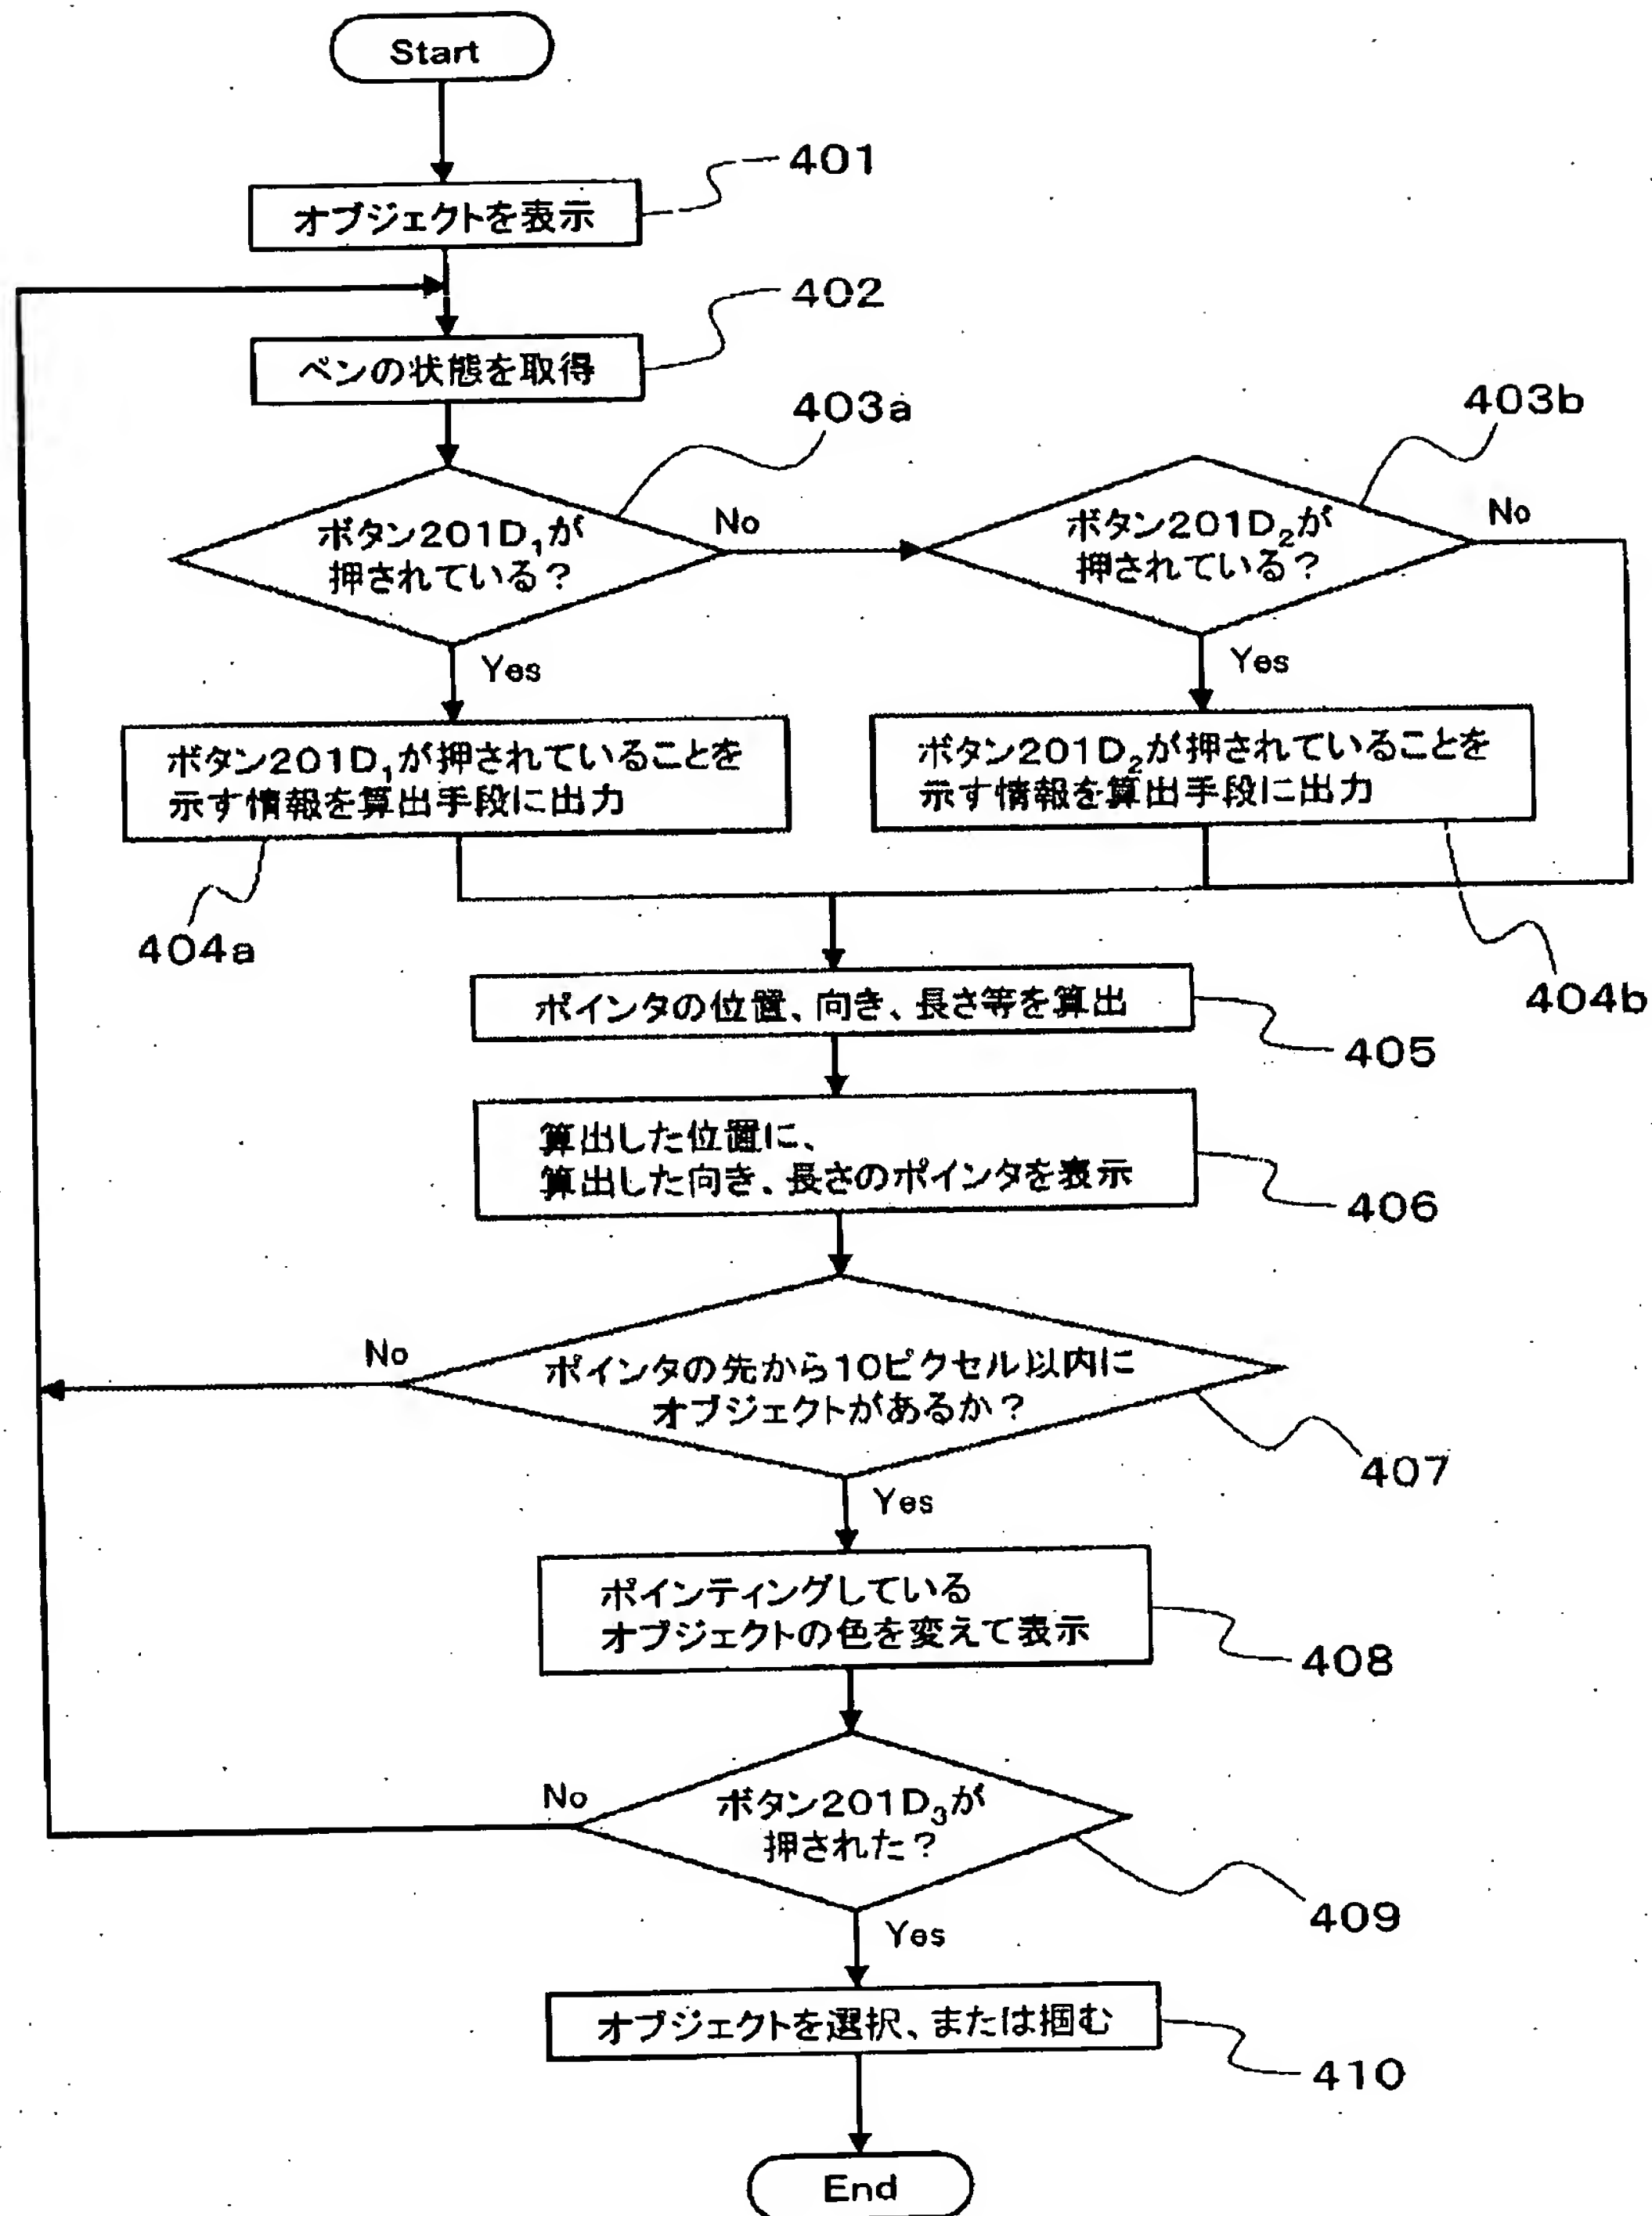 Start
401
オブジェクトを表示
402
ペンの状態を取得
403a
403b
ボタン201D₁が
押されている？
No
ボタン201D₂が
押されている？
No
Yes
Yes
ボタン201D₁が押されていることを
示す情報を算出手段に出力
ボタン201D₂が押されていることを
示す情報を算出手段に出力
404a
404b
ポインタの位置、向き、長さ等を算出
405
算出した位置に、
算出した向き、長さのポインタを表示
406
No
ポインタの先から10ピクセル以内に
オブジェクトがあるか？
407
Yes
ポインティングしている
オブジェクトの色を変えて表示
408
No
ボタン201D₃が
押された？
409
Yes
オブジェクトを選択、または掴む
410
End